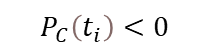 P_C(t_i) < 0